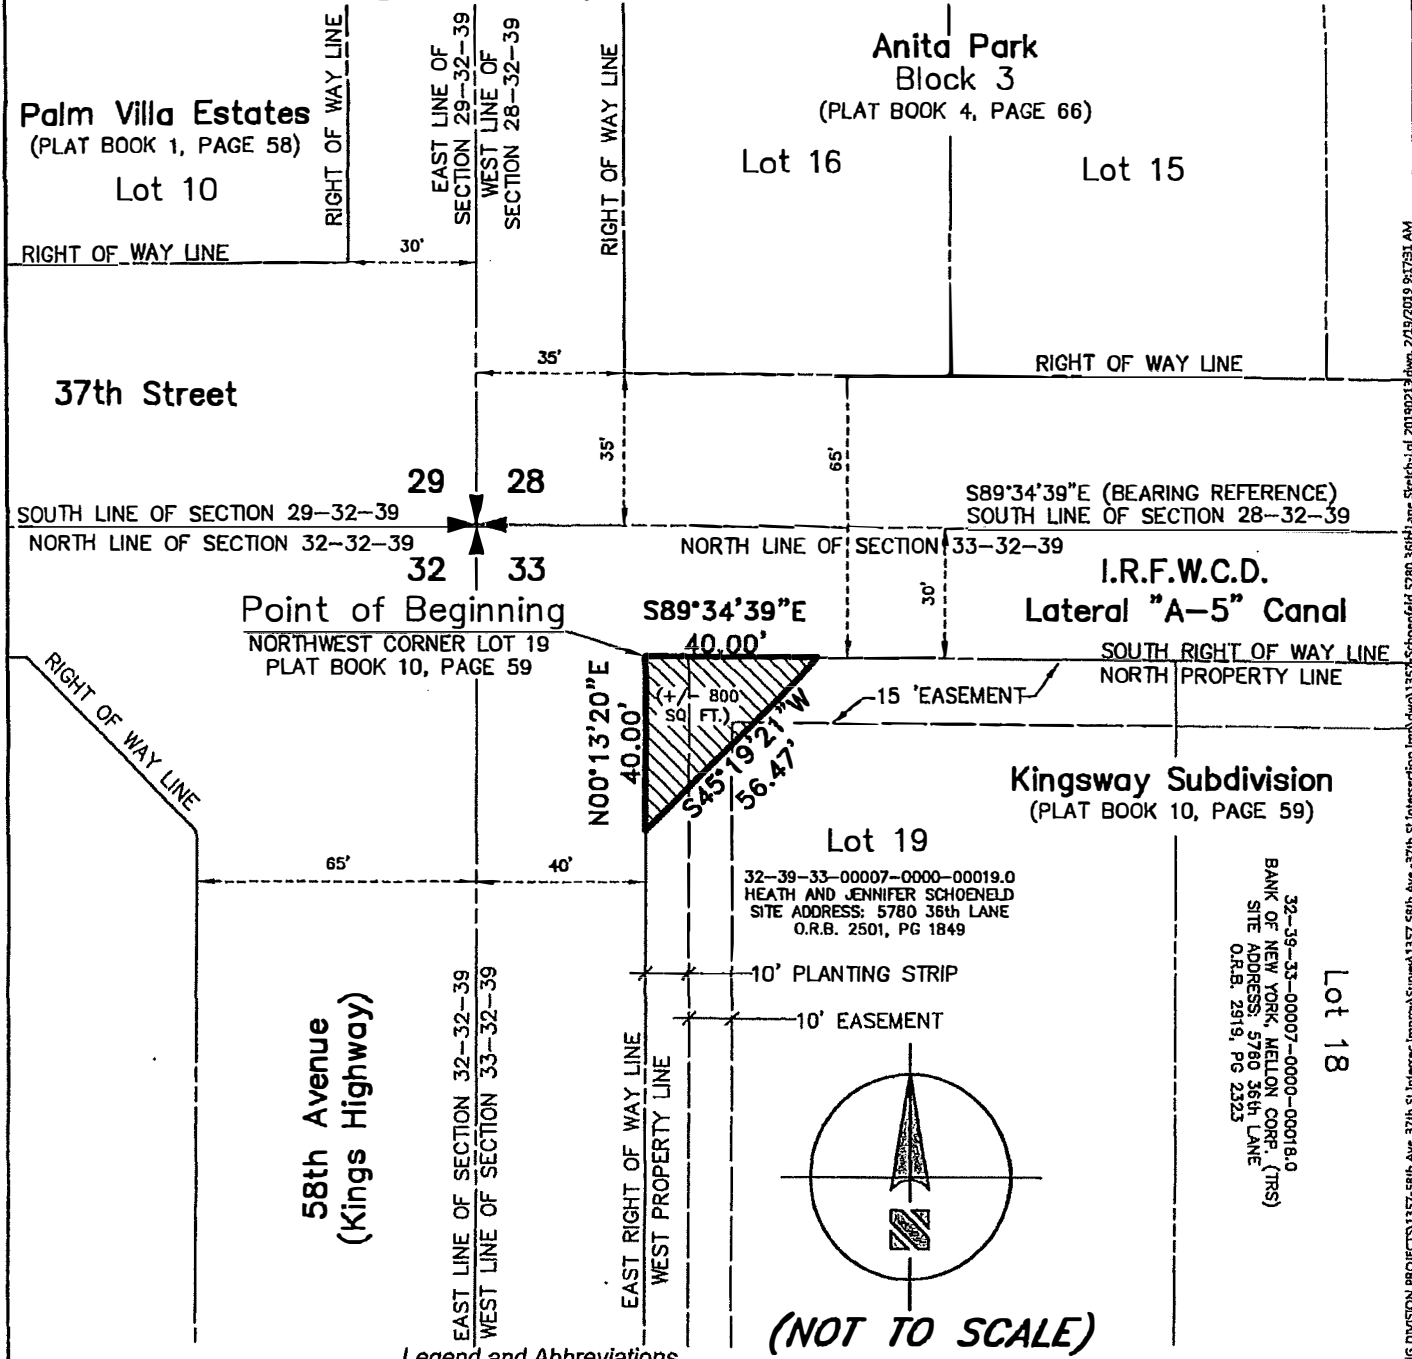 Palm Villa Estates
(PLAT BOOK 1, PAGE 58)
Lot 10
RIGHT OF WAY LINE
RIGHT OF WAY LINE
30'
EAST LINE OF
SECTION 29-32-39
WEST LINE OF
SECTION 28-32-39
RIGHT OF WAY LINE
Anita Park
Block 3
(PLAT BOOK 4, PAGE 66)
Lot 16
Lot 15
37th Street
35'
RIGHT OF WAY LINE
35'
65'
29
28
SOUTH LINE OF SECTION 29-32-39
NORTH LINE OF SECTION 32-32-39
S89°34'39"E (BEARING REFERENCE)
SOUTH LINE OF SECTION 28-32-39
NORTH LINE OF SECTION 33-32-39
32
33
30'
I.R.F.W.C.D.
Lateral "A-5" Canal
Point of Beginning
NORTHWEST CORNER LOT 19
PLAT BOOK 10, PAGE 59
S89°34'39"E
40.00'
SOUTH RIGHT OF WAY LINE
NORTH PROPERTY LINE
15 'EASEMENT
RIGHT OF WAY LINE
N00°13'20"E
40.00'
(+/- 800
SQ FT.)
S45°19'21"W
56.47'
Kingsway Subdivision
(PLAT BOOK 10, PAGE 59)
65'
40'
Lot 19
32-39-33-00007-0000-00019.0
HEATH AND JENNIFER SCHOENELD
SITE ADDRESS: 5780 36th LANE
O.R.B. 2501, PG 1849
10' PLANTING STRIP
10' EASEMENT
Lot 18
32-39-33-00007-0000-00018.0
BANK OF NEW YORK, MELLON CORP. (TRS)
SITE ADDRESS: 5760 36th LANE
O.R.B. 2919, PG 2323
58th Avenue
(Kings Highway)
EAST LINE OF SECTION 32-32-39
WEST LINE OF SECTION 33-32-39
EAST RIGHT OF WAY LINE
WEST PROPERTY LINE
N
(NOT TO SCALE)
Legend and Abbreviations
2/19/2019 9:17:31 AM